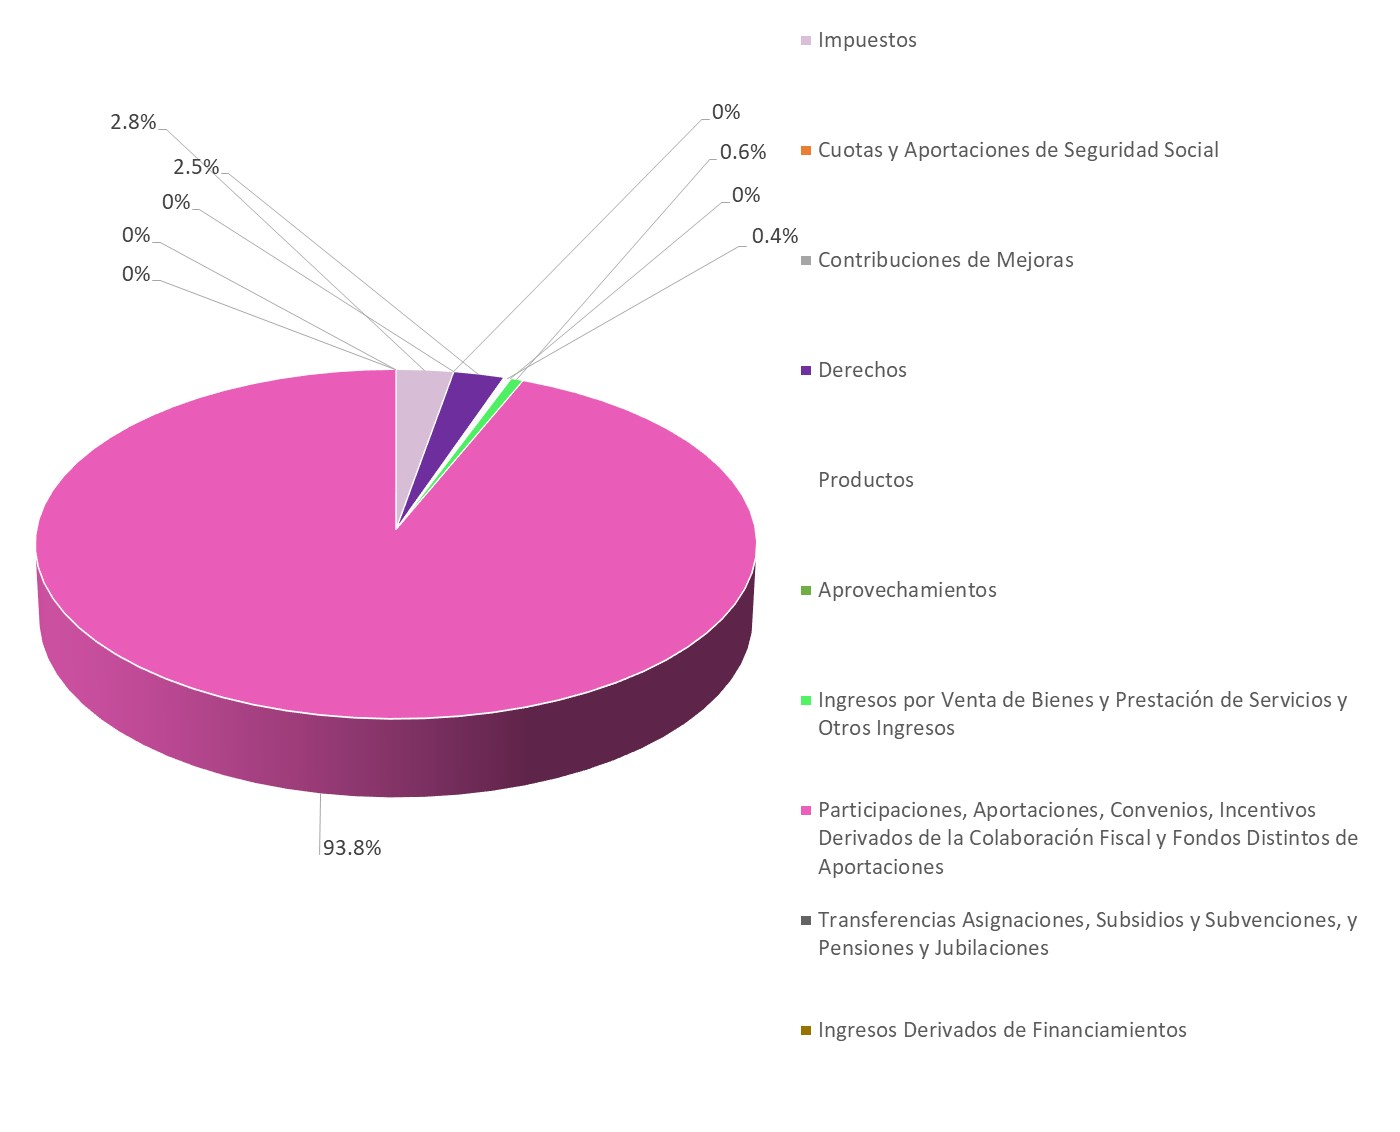 Impuestos
0%
2.8%
0.6%
Cuotas y Aportaciones de Seguridad Social
2.5%
0%
0%
0%
0.4%
Contribuciones de Mejoras
0%
Derechos
Productos
Aprovechamientos
Ingresos por Venta de Bienes y Prestación de Servicios y
Otros Ingresos
Participaciones, Aportaciones, Convenios, Incentivos
Derivados de la Colaboración Fiscal y Fondos Distintos de
Aportaciones
93.8%
Transferencias Asignaciones, Subsidios y Subvenciones, y
Pensiones y Jubilaciones
Ingresos Derivados de Financiamientos